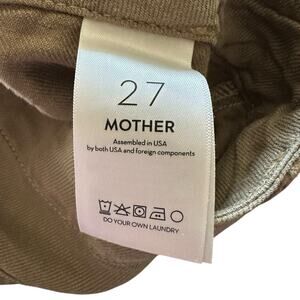 27
MOTHER
Assembled in USA
by both USA and foreign components
DO YOUR OWN LAUNDRY